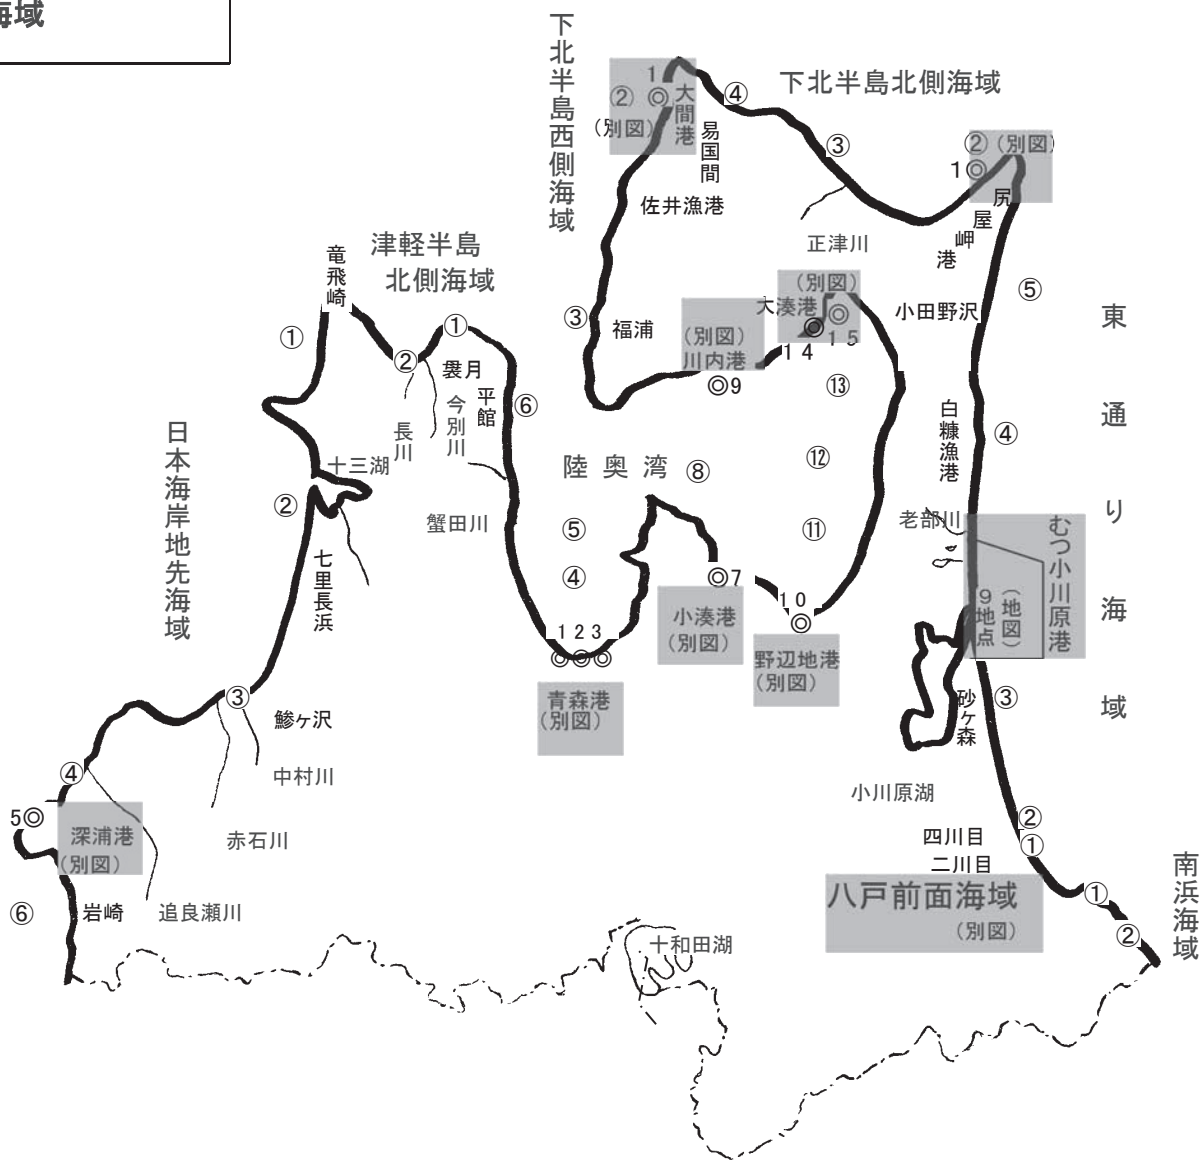 海域
下北半島西側海域
1
②◎
大間港
(別図)
④
下北半島北側海域
易国間
③
②(別図)
1◎
尻屋岬港
佐井漁港
正津川
津軽半島
北側海域
竜飛崎
①
①
②
袰月
平館
⑥
長川
今別川
③
福浦
(別図)
川内港
◎9
(別図)
大湊港
◎
◎
14
15
⑬
小田野沢
⑤
東通り海域
白糠漁港
④
日本海岸地先海域
十三湖
②
七里長浜
蟹田川
陸奥湾
⑧
⑫
⑤
④
⑪
老部川
むつ小川原港
(地図)
9地点
◎7
小湊港
(別図)
10
◎
野辺地港
(別図)
1 2 3
◎◎◎
青森港
(別図)
③
砂ヶ森
③
鯵ヶ沢
中村川
④
小川原湖
5◎
深浦港
(別図)
赤石川
四川目
②
①
二川目
八戸前面海域
(別図)
①
②
南浜海域
⑥
岩崎
追良瀬川
十和田湖